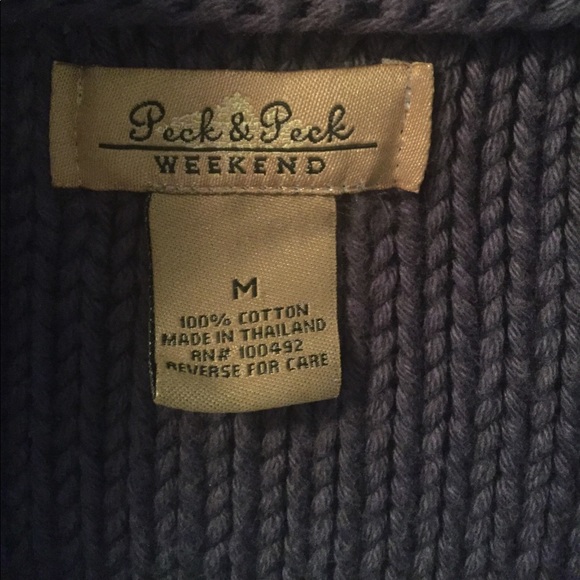 Peck & Peck
WEEKEND
M
100% COTTON
MADE IN THAILAND
RN# 100492
REVERSE FOR CARE